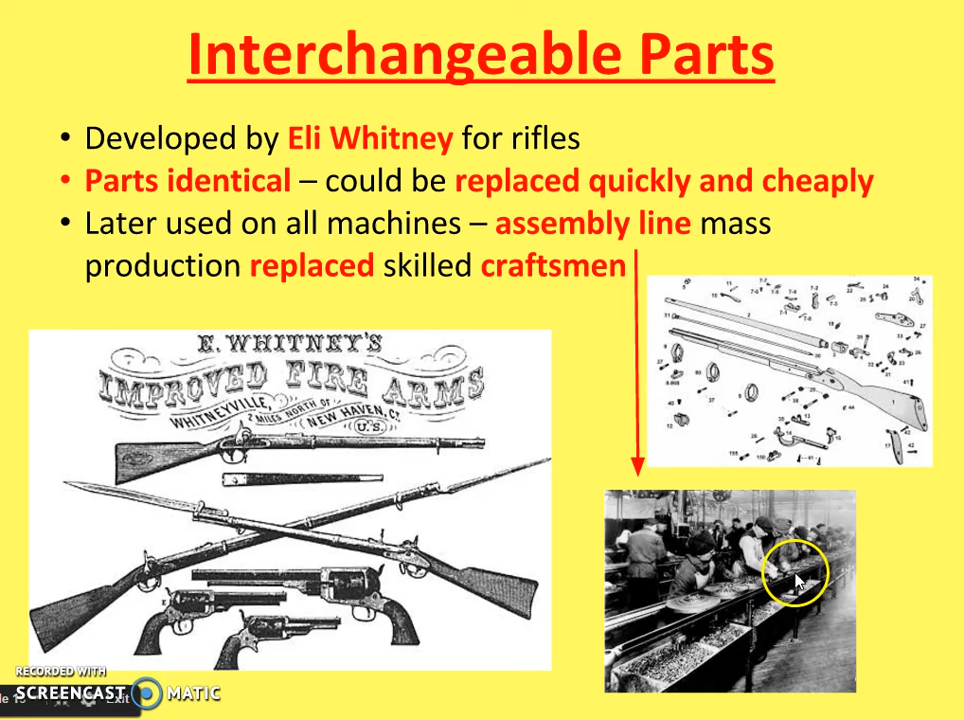 Interchangeable Parts
• Developed by Eli Whitney for rifles
• Parts identical – could be replaced quickly and cheaply
• Later used on all machines – assembly line mass
production replaced skilled craftsmen
E. WHITNEY'S
IMPROVED FIRE ARMS
WHITNEYVILLE,
2 MILES NORTH OF
NEW HAVEN, CT.
U.S.
RECORDED WITH
SCREENCAST MATIC
Exit